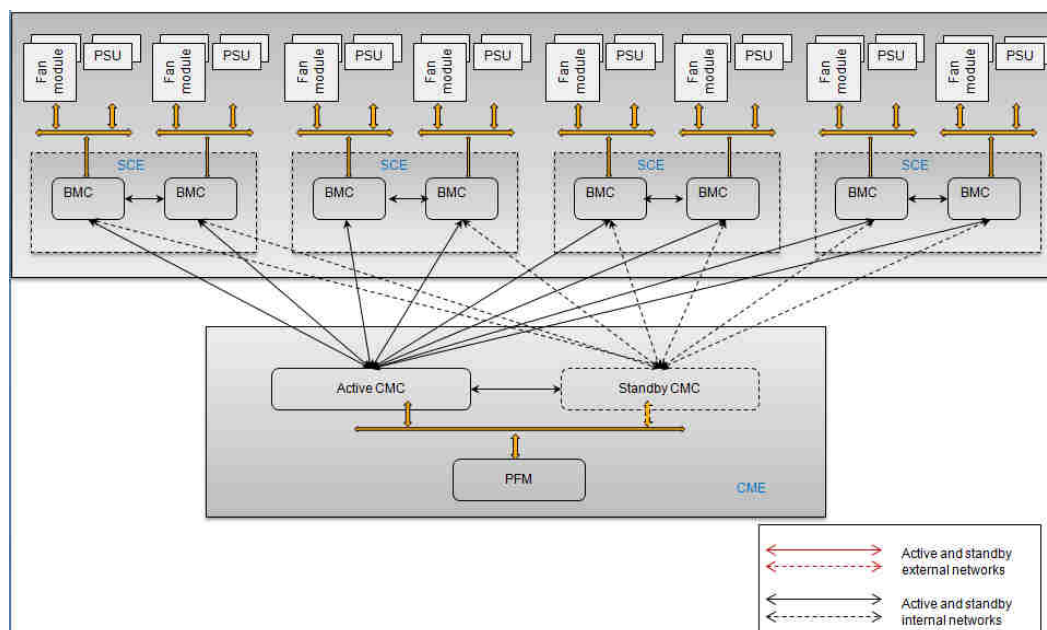 Fan module
PSU
Fan module
PSU
Fan module
PSU
Fan module
PSU
Fan module
PSU
Fan module
PSU
Fan module
PSU
Fan module
PSU
SCE
SCE
SCE
SCE
BMC
BMC
BMC
BMC
BMC
BMC
BMC
BMC
Active CMC
Standby CMC
PFM
CME
Active and standby
external networks
Active and standby
internal networks